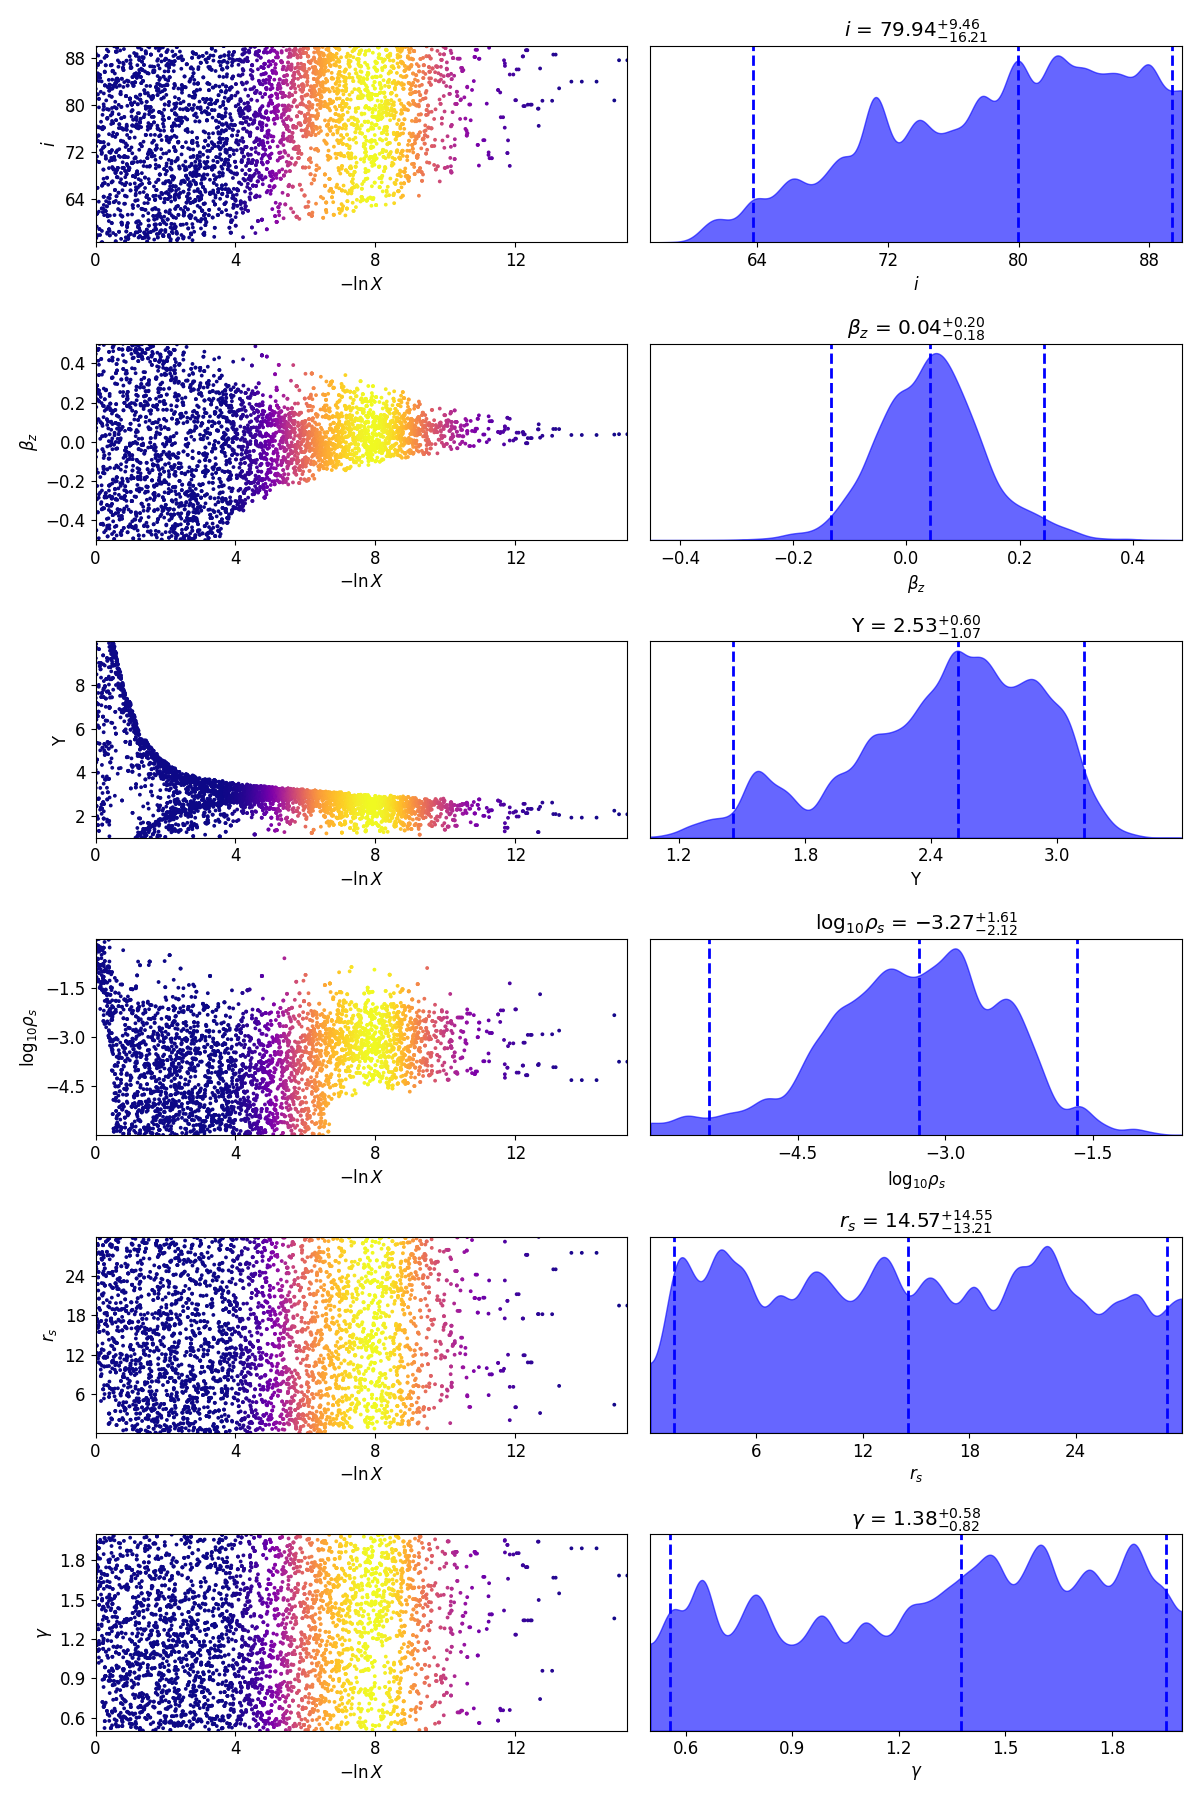 88
80
72
64
i
0 4 8 12
−ln X
i = 79.94+9.46−16.21
64 72 80 88
i
0.4
0.2
0.0
−0.2
−0.4
βz
0 4 8 12
−ln X
βz = 0.04+0.20−0.18
−0.4 −0.2 0.0 0.2 0.4
βz
8
6
4
2
Y
0 4 8 12
−ln X
Y = 2.53+0.60−1.07
1.2 1.8 2.4 3.0
Y
−1.5
−3.0
−4.5
log10ρs
0 4 8 12
−ln X
log10ρs = −3.27+1.61−2.12
−4.5 −3.0 −1.5
log10ρs
24
18
12
6
rs
0 4 8 12
−ln X
rs = 14.57+14.55−13.21
6 12 18 24
rs
1.8
1.5
1.2
0.9
0.6
γ
0 4 8 12
−ln X
γ = 1.38+0.58−0.82
0.6 0.9 1.2 1.5 1.8
γ